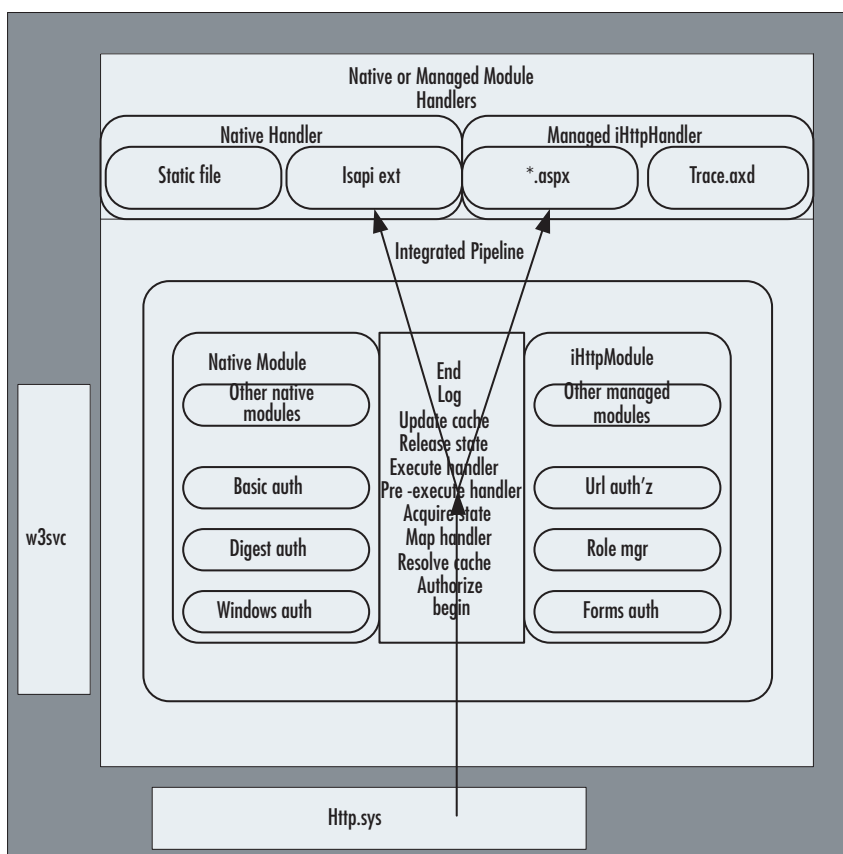 Native or Managed Module
Handlers
Native Handler
Managed iHttpHandler
Static file
Isapi ext
*.aspx
Trace.axd
Integrated Pipeline
Native Module
Other native
modules
Basic auth
Digest auth
Windows auth
End
Log
Update cache
Release state
Execute handler
Pre -execute handler
Acquire state
Map handler
Resolve cache
Authorize
begin
iHttpModule
Other managed
modules
Url auth’z
Role mgr
Forms auth
w3svc
Http.sys